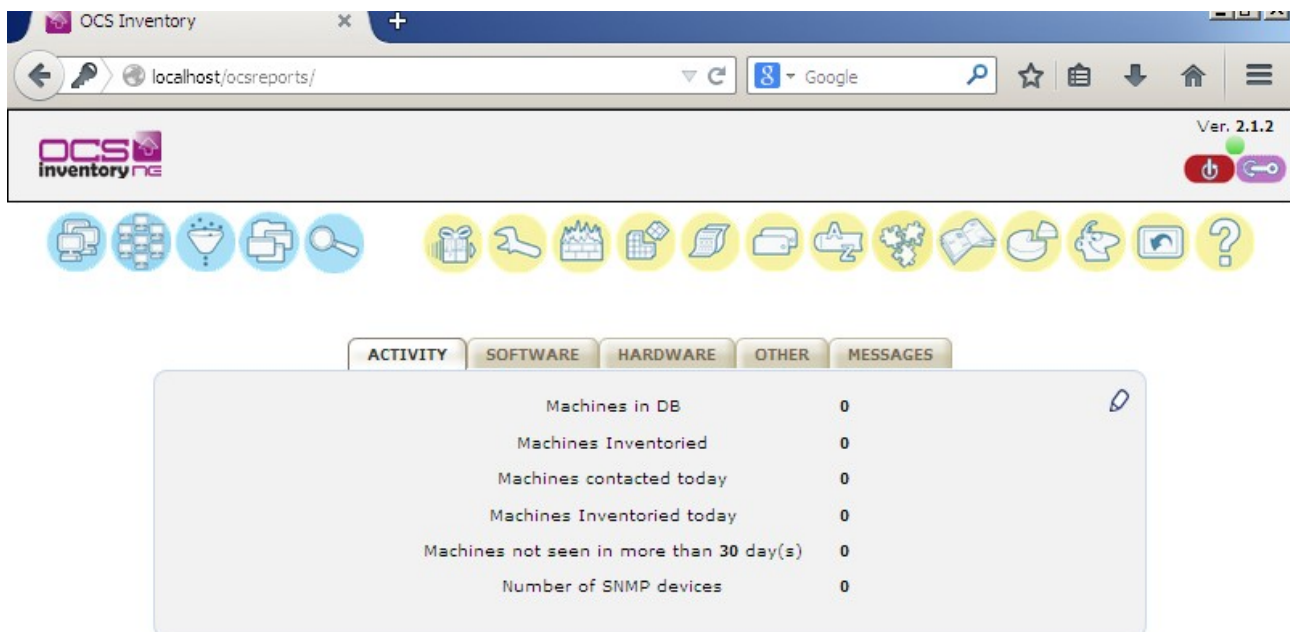 OCS Inventory
localhost/ocsreports/
8 Google
Ver. 2.1.2
OCS
inventory NG
A Z
?
ACTIVITY SOFTWARE HARDWARE OTHER MESSAGES
Machines in DB 0
Machines Inventoried 0
Machines contacted today 0
Machines Inventoried today 0
Machines not seen in more than 30 day(s) 0
Number of SNMP devices 0